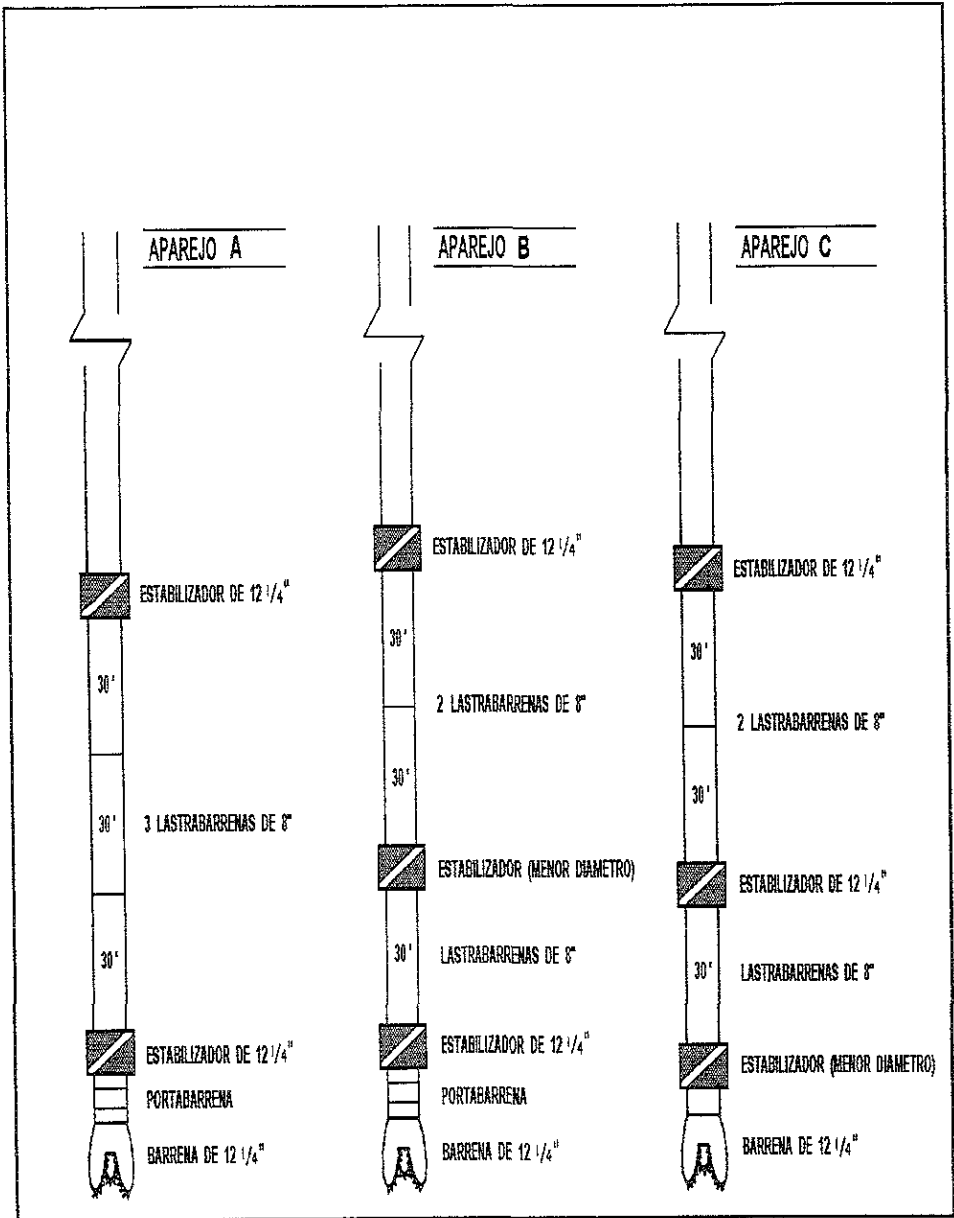 APAREJO A
ESTABILIZADOR DE 12 1/4"
30'
30'
3 LASTRABARRENAS DE 8"
30'
ESTABILIZADOR DE 12 1/4"
PORTABARRENA
BARRENA DE 12 1/4"
APAREJO B
ESTABILIZADOR DE 12 1/4"
30'
2 LASTRABARRENAS DE 8"
30'
ESTABILIZADOR (MENOR DIAMETRO)
30'
LASTRABARRENAS DE 8"
ESTABILIZADOR DE 12 1/4"
PORTABARRENA
BARRENA DE 12 1/4"
APAREJO C
ESTABILIZADOR DE 12 1/4"
30'
2 LASTRABARRENAS DE 8"
30'
ESTABILIZADOR DE 12 1/4"
30'
LASTRABARRENAS DE 8"
ESTABILIZADOR (MENOR DIAMETRO)
BARRENA DE 12 1/4"